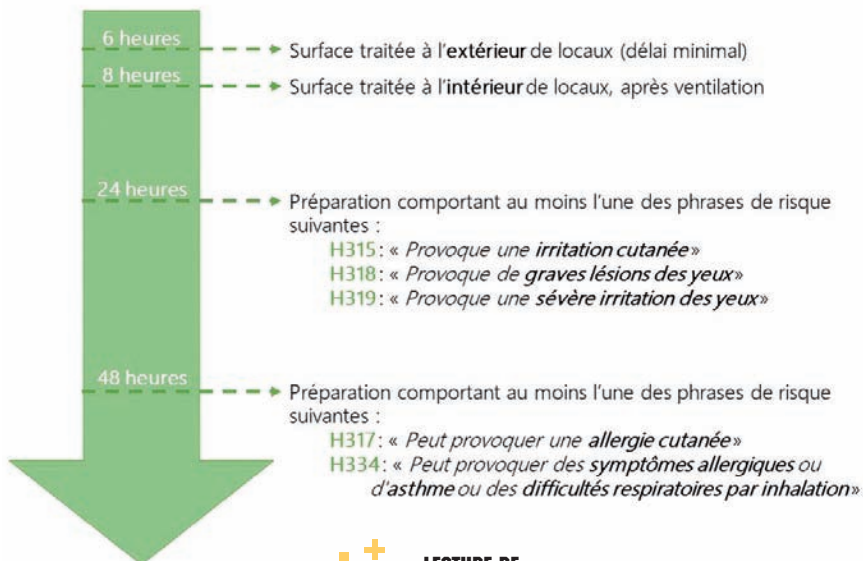 6 heures
Surface traitée à l'extérieur de locaux (délai minimal)
8 heures
Surface traitée à l'intérieur de locaux, après ventilation
24 heures
Préparation comportant au moins l'une des phrases de risque
suivantes :
H315 : « Provoque une irritation cutanée»
H318 : « Provoque de graves lésions des yeux»
H319 : « Provoque une sévère irritation des yeux»
48 heures
Préparation comportant au moins l'une des phrases de risque
suivantes :
H317 : « Peut provoquer une allergie cutanée»
H334 : « Peut provoquer des symptômes allergiques ou
d'asthme ou des difficultés respiratoires par inhalation»
LECTURE DE